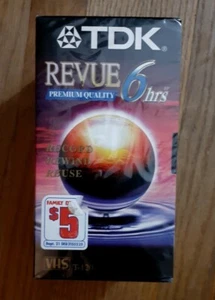 TDK
REVUE 6hrs
PREMIUM QUALITY
RECORD
REWIND
REUSE
FAMILY D
$5
VHS